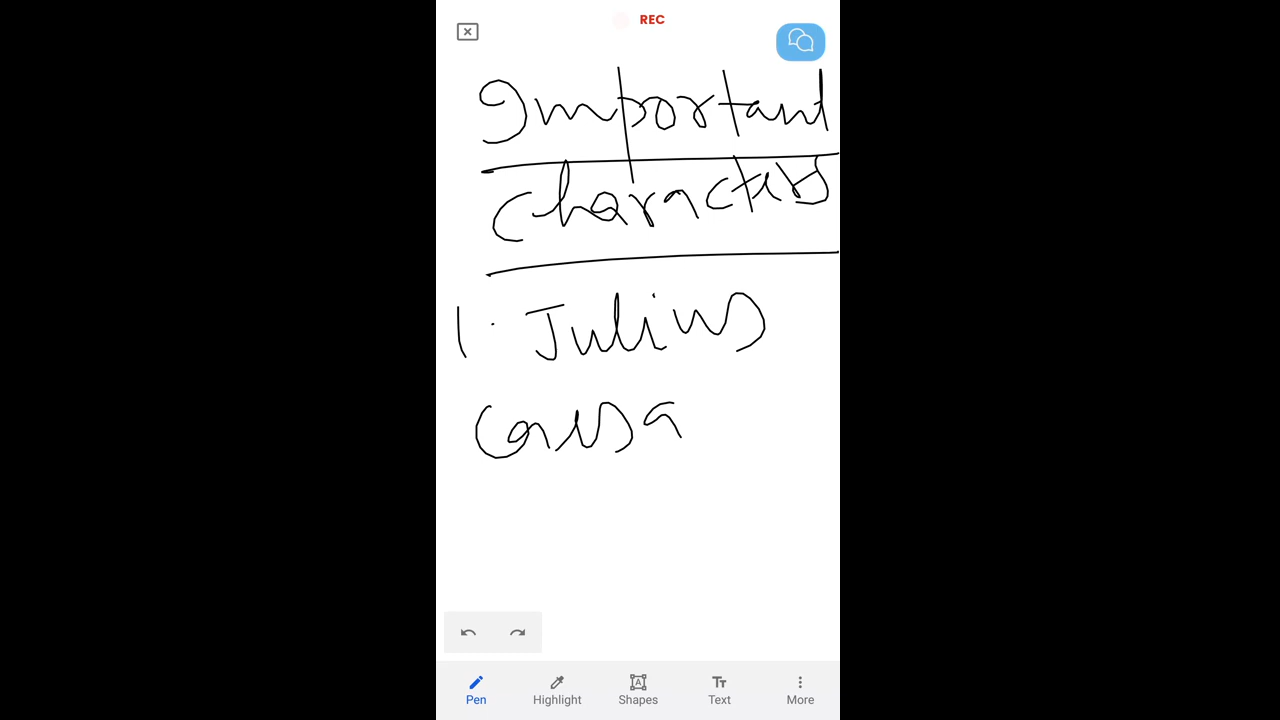 REC
Important
characters
1. Julius
Caesa
Pen Highlight Shapes Text More